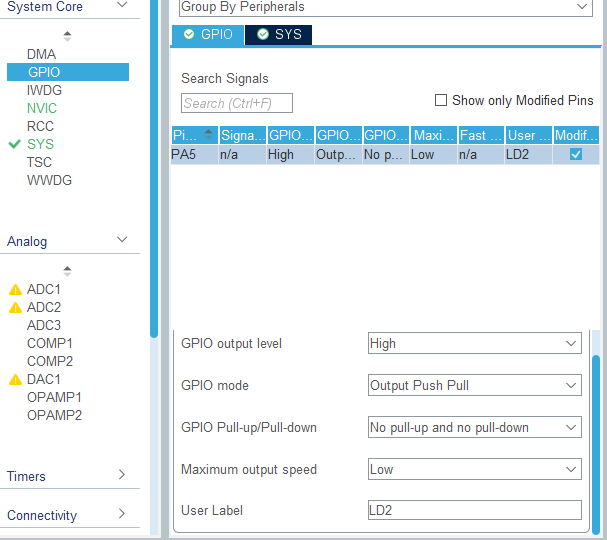 System Core
DMA
GPIO
IWDG
NVIC
RCC
SYS
TSC
WWDG
Analog
ADC1
ADC2
ADC3
COMP1
COMP2
DAC1
OPAMP1
OPAMP2
Timers
Connectivity
Group By Peripherals
GPIO SYS
Search Signals
Search (Ctrl+F)
Show only Modified Pins
Pi... Signa... GPIO... GPIO... GPIO... Maxi... Fast ... User ... Modif...
PA5 n/a High Outp... No p... Low n/a LD2
GPIO output level High
GPIO mode Output Push Pull
GPIO Pull-up/Pull-down No pull-up and no pull-down
Maximum output speed Low
User Label LD2